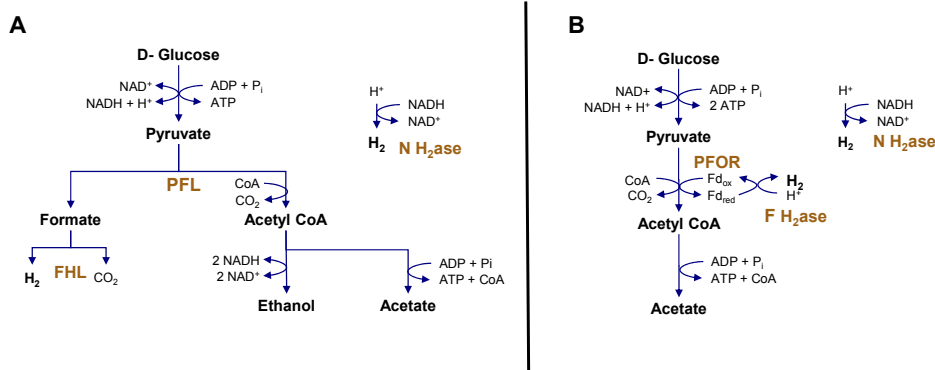 A
D- Glucose
NAD⁺
ADP + Pᵢ
NADH + H⁺
ATP
Pyruvate
H⁺
NADH
NAD⁺
H₂
N H₂ase
PFL
CoA
CO₂
Formate
Acetyl CoA
H₂
FHL
CO₂
2 NADH
2 NAD⁺
ADP + Pi
ATP + CoA
Ethanol
Acetate
B
D- Glucose
NAD+
ADP + Pᵢ
NADH + H⁺
2 ATP
Pyruvate
H⁺
NADH
NAD⁺
H₂
N H₂ase
PFOR
CoA
Fdₒₓ
H₂
CO₂
Fd_red
H⁺
F H₂ase
Acetyl CoA
ADP + Pᵢ
ATP + CoA
Acetate